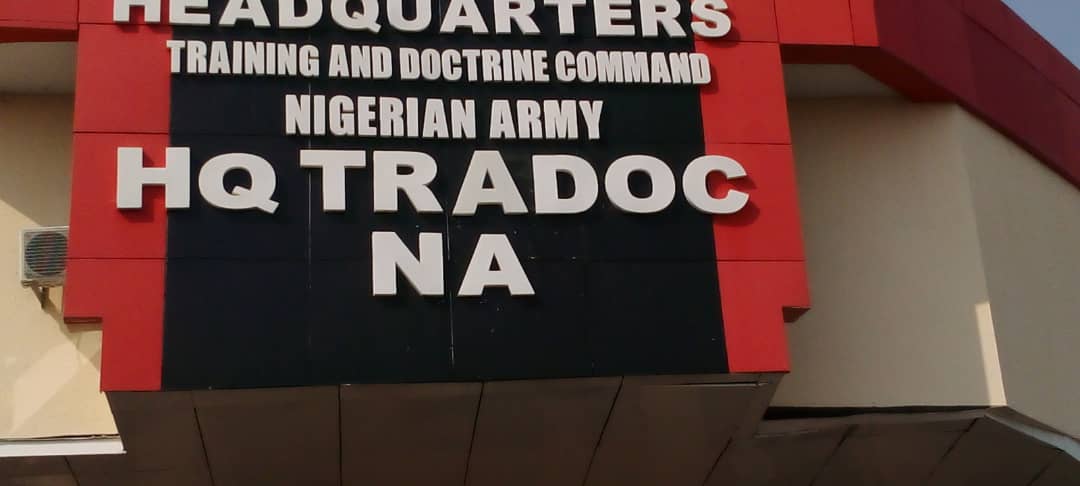 HEADQUARTERS
TRAINING AND DOCTRINE COMMAND
NIGERIAN ARMY
HQ TRADOC
NA